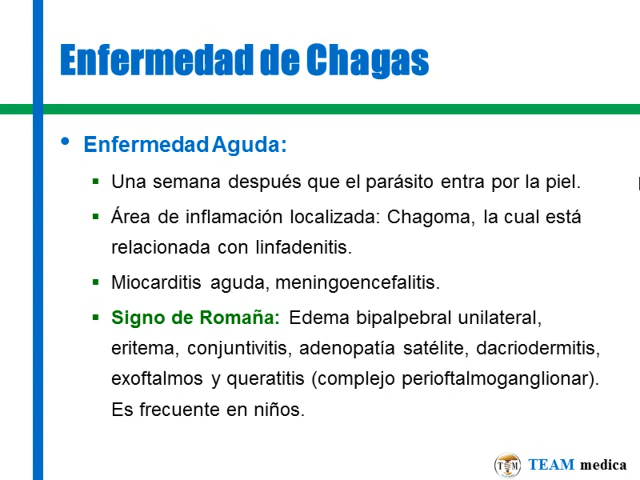 Enfermedad de Chagas
• Enfermedad Aguda:
▪ Una semana después que el parásito entra por la piel.
▪ Área de inflamación localizada: Chagoma, la cual está
relacionada con linfadenitis.
▪ Miocarditis aguda, meningoencefalitis.
▪ Signo de Romaña: Edema bipalpebral unilateral,
eritema, conjuntivitis, adenopatía satélite, dacriodermitis,
exoftalmos y queratitis (complejo perioftalmoganglionar).
Es frecuente en niños.
TEAM medica